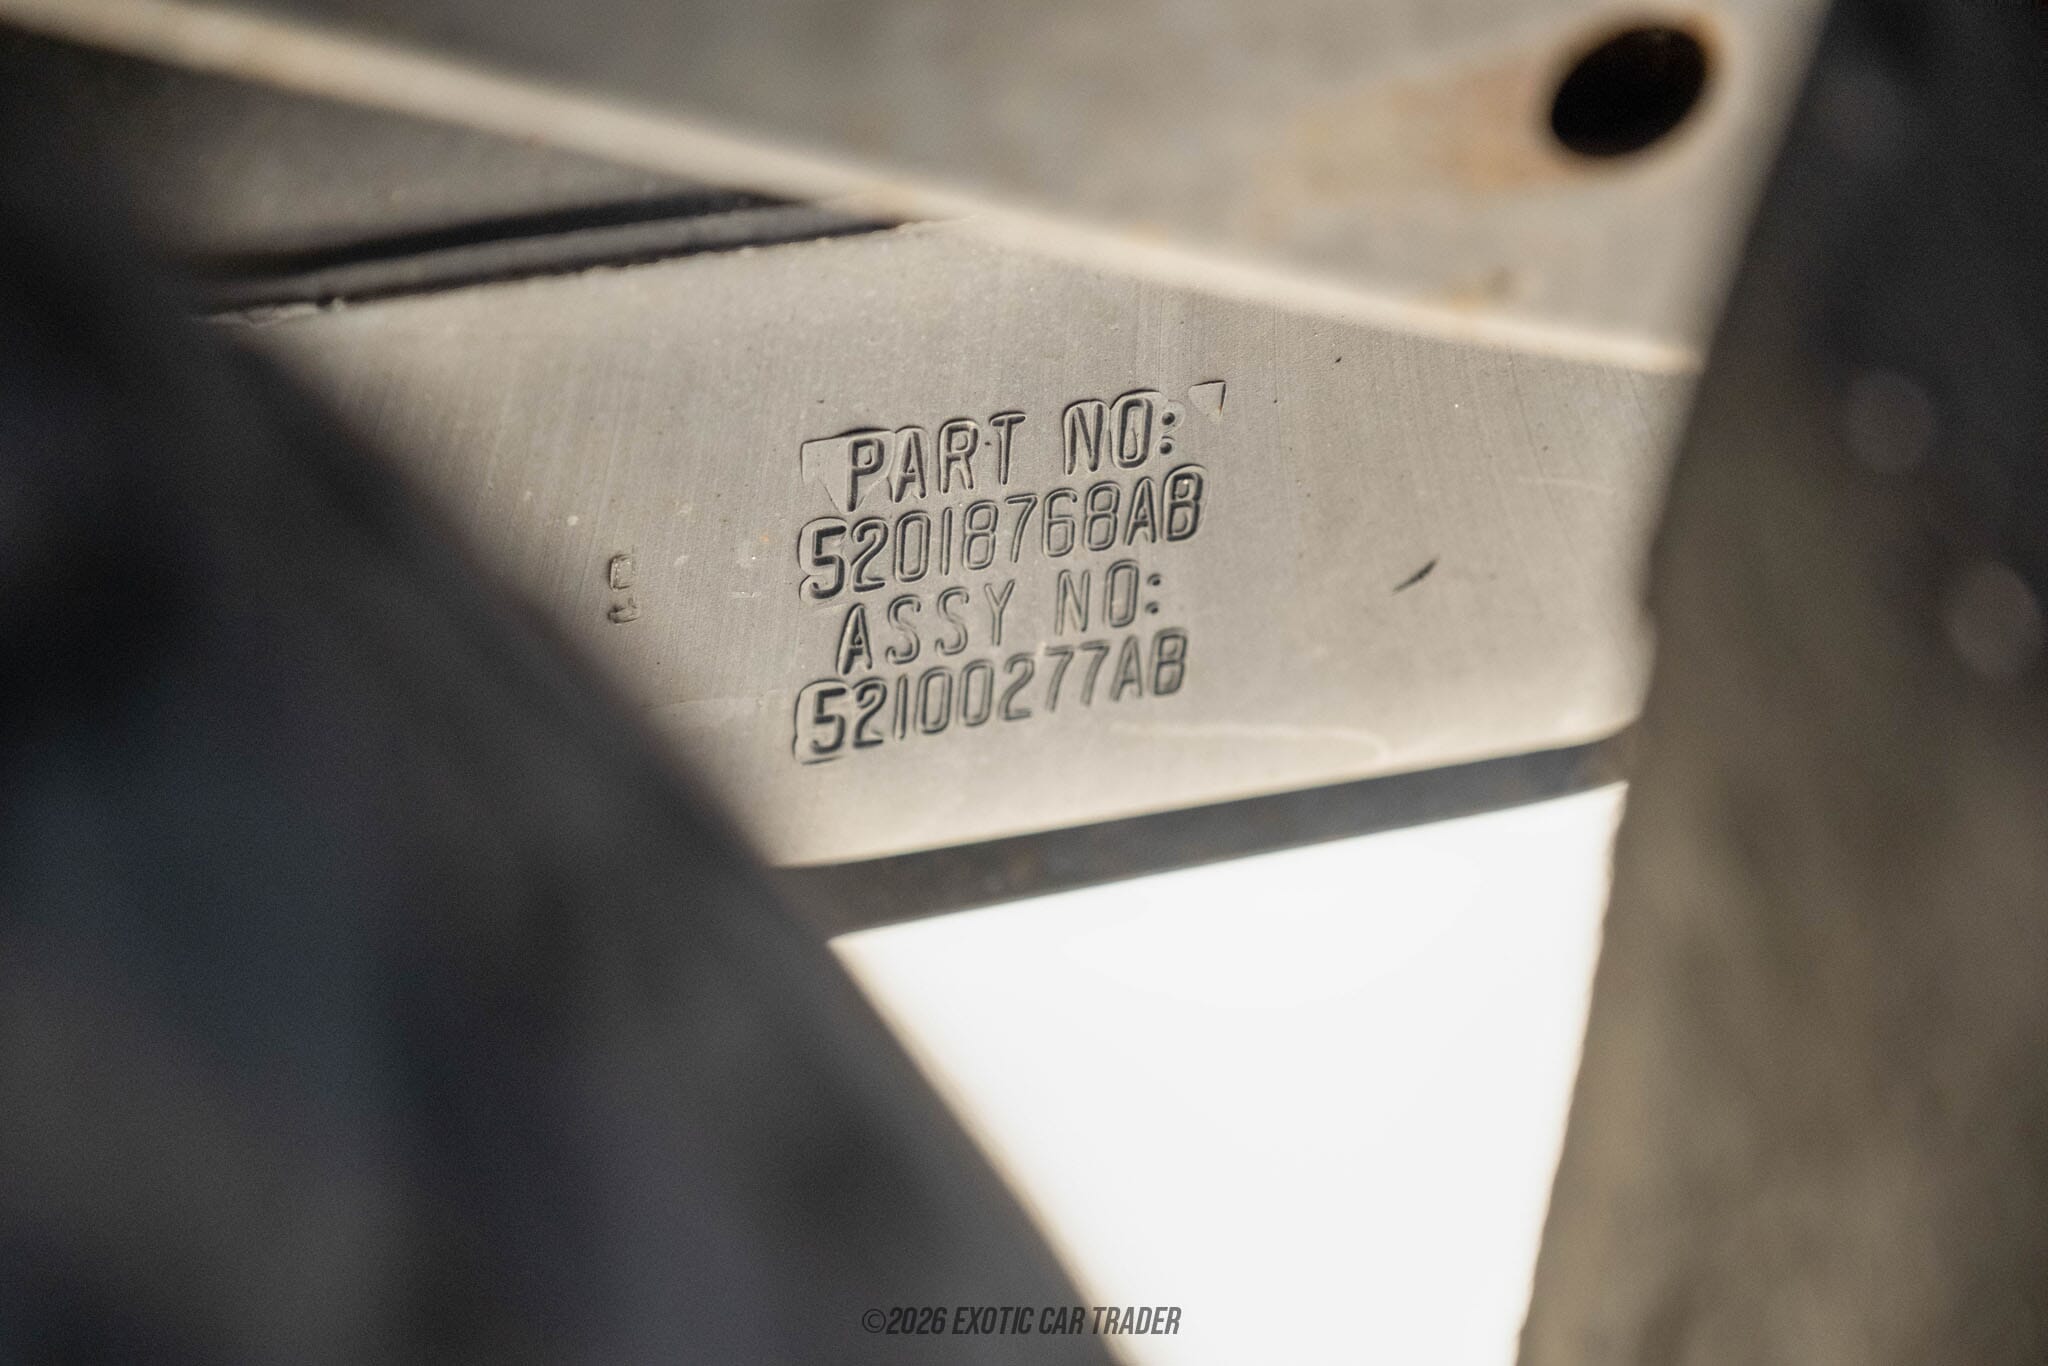 PART NO:
52018768AB
ASSY NO:
52100277AB
©2026 EXOTIC CAR TRADER